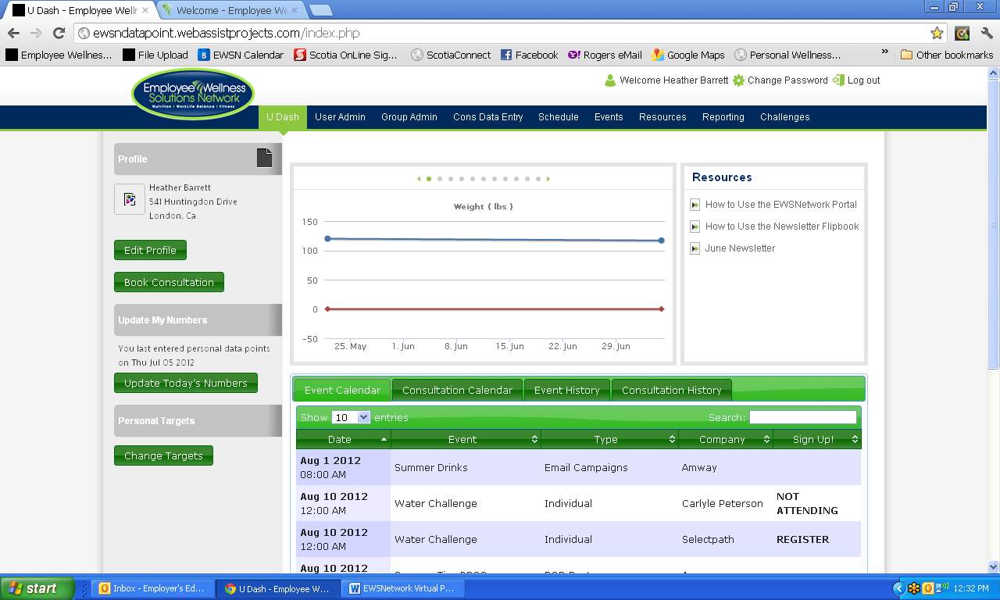 U Dash - Employee Welln
Welcome - Employee We
ewsndatapoint.webassistprojects.com/index.php
Employee Wellnes... File Upload EWSN Calendar Scotia OnLine Sig... ScotiaConnect Facebook Rogers eMail Google Maps Personal Wellness... » Other bookmarks
Employee Wellness
Solutions Network
Nutrition | Work/Life Balance | Fitness
Welcome Heather Barrett Change Password Log out
U Dash User Admin Group Admin Cons Data Entry Schedule Events Resources Reporting Challenges
Profile
Heather Barrett
541 Huntingdon Drive
London, Ca
Edit Profile
Book Consultation
Update My Numbers
You last entered personal data points
on Thu Jul 05 2012
Update Today's Numbers
Personal Targets
Change Targets
Weight ( lbs )
150
100
50
0
-50
25. May 1. Jun 8. Jun 15. Jun 22. Jun 29. Jun
Resources
How to Use the EWSNetwork Portal
How to Use the Newsletter Flipbook
June Newsletter
Event Calendar Consultation Calendar Event History Consultation History
Show 10 entries Search:
Date Event Type Company Sign Up!
Aug 1 2012
08:00 AM
Summer Drinks Email Campaigns Amway
Aug 10 2012
12:00 AM
Water Challenge Individual Carlyle Peterson
NOT
ATTENDING
Aug 10 2012
12:00 AM
Water Challenge Individual Selectpath REGISTER
Aug 10 2012
start Inbox - Employer's Ed... U Dash - Employee W... EWSNetwork Virtual P... 12:32 PM